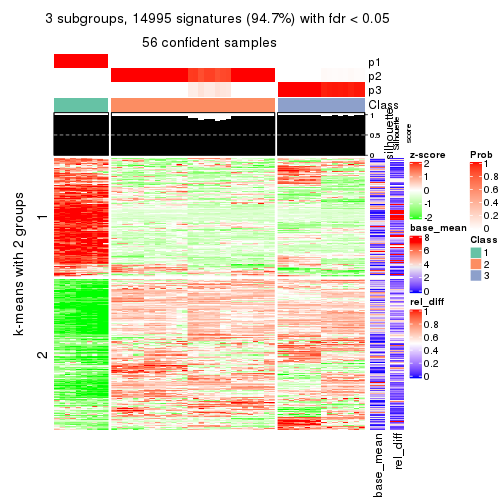 3 subgroups, 14995 signatures (94.7%) with fdr < 0.05
56 confident samples
p1
p2
p3
Class
1
0.5
0
silhouette
Silhouette
score
k-means with 2 groups
1
2
base_mean
rel_diff
z-score
2
1
0
-1
-2
base_mean
8
6
4
2
0
rel_diff
1
0.8
0.6
0.4
0.2
0
Prob
1
0.8
0.6
0.4
0.2
0
Class
1
2
3